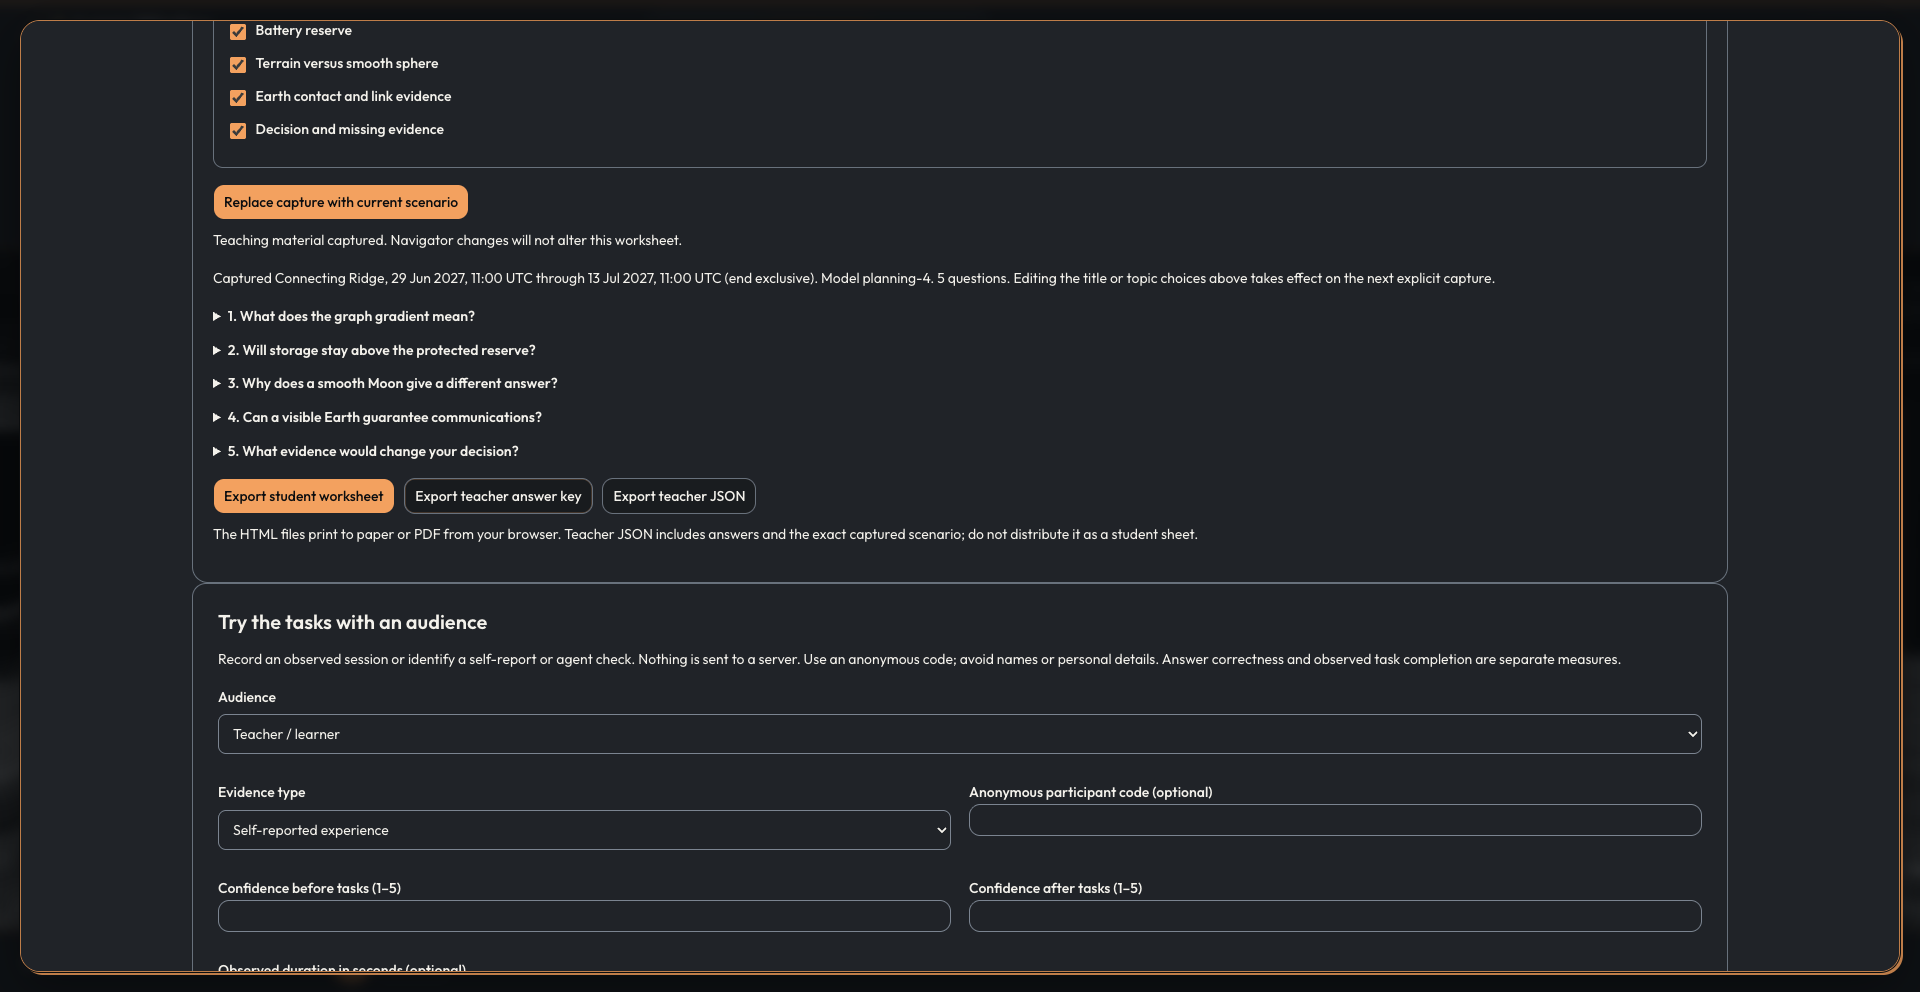 Battery reserve
Terrain versus smooth sphere
Earth contact and link evidence
Decision and missing evidence
Replace capture with current scenario
Teaching material captured. Navigator changes will not alter this worksheet.
Captured Connecting Ridge, 29 Jun 2027, 11:00 UTC through 13 Jul 2027, 11:00 UTC (end exclusive). Model planning-4. 5 questions. Editing the title or topic choices above takes effect on the next explicit capture.
1. What does the graph gradient mean?
2. Will storage stay above the protected reserve?
3. Why does a smooth Moon give a different answer?
4. Can a visible Earth guarantee communications?
5. What evidence would change your decision?
Export student worksheet Export teacher answer key Export teacher JSON
The HTML files print to paper or PDF from your browser. Teacher JSON includes answers and the exact captured scenario; do not distribute it as a student sheet.
Try the tasks with an audience
Record an observed session or identify a self-report or agent check. Nothing is sent to a server. Use an anonymous code; avoid names or personal details. Answer correctness and observed task completion are separate measures.
Audience
Teacher / learner
Evidence type Anonymous participant code (optional)
Self-reported experience
Confidence before tasks (1–5) Confidence after tasks (1–5)
Observed duration in seconds (optional)